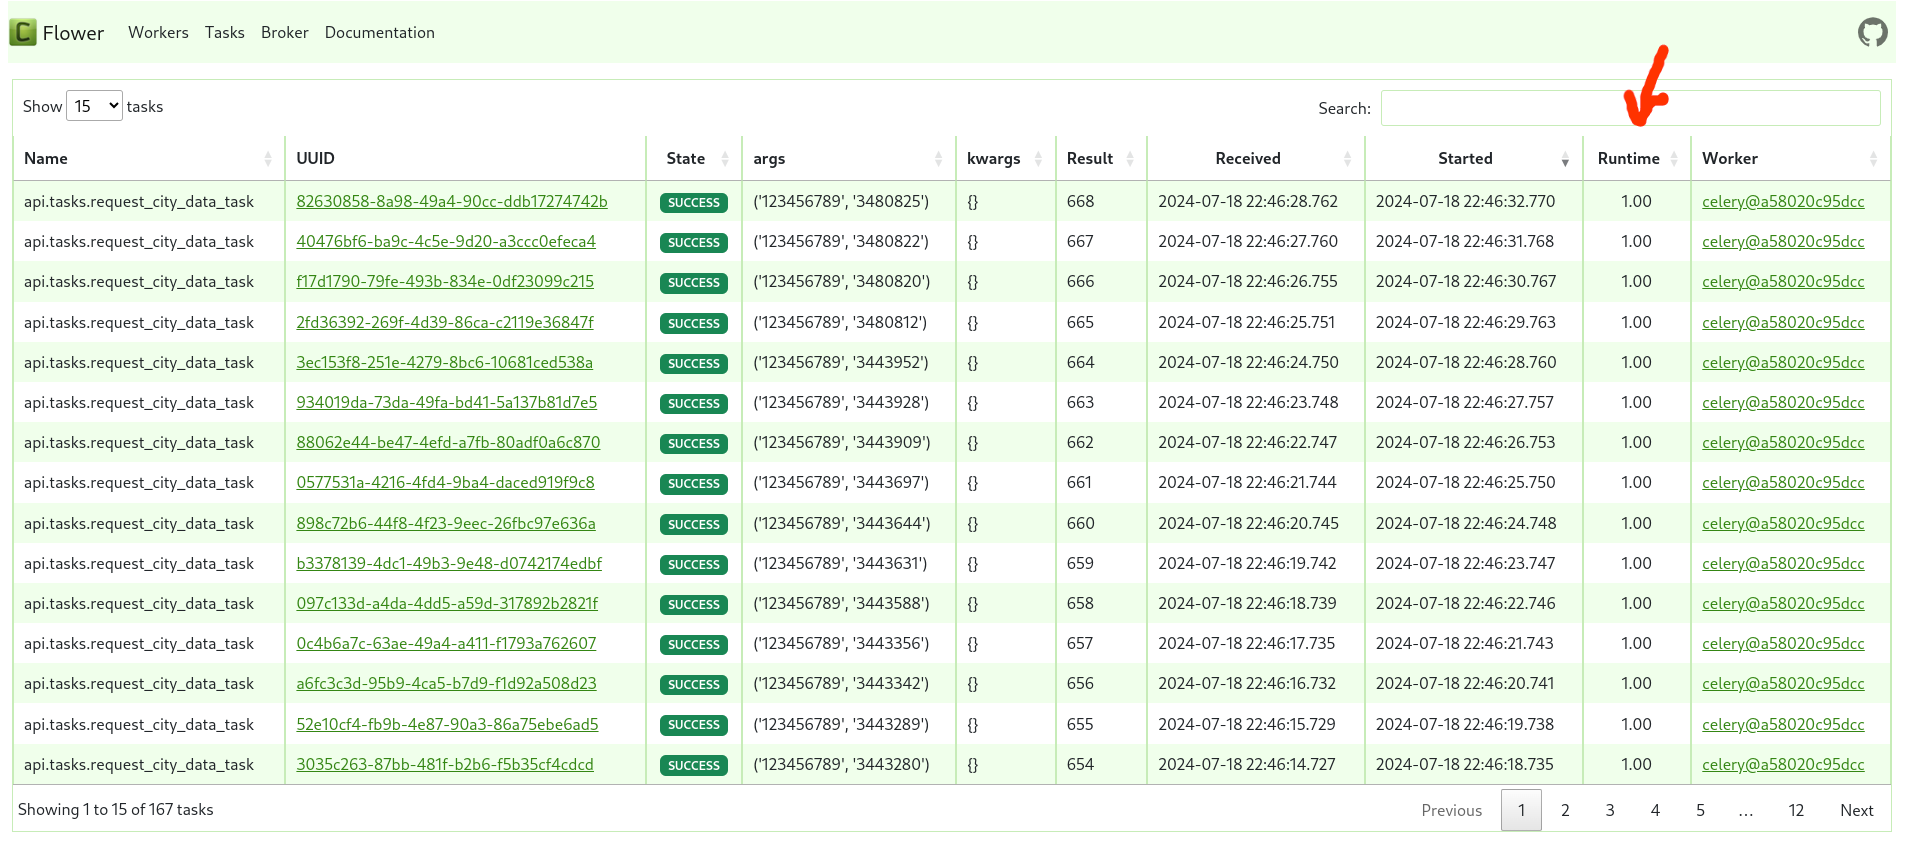 Flower Workers Tasks Broker Documentation
Show 15 tasks Search:
Name UUID State args kwargs Result Received Started Runtime Worker
api.tasks.request_city_data_task 82630858-8a98-49a4-90cc-ddb17274742b SUCCESS ('123456789', '3480825') {} 668 2024-07-18 22:46:28.762 2024-07-18 22:46:32.770 1.00 celery@a58020c95dcc
api.tasks.request_city_data_task 40476bf6-ba9c-4c5e-9d20-a3ccc0efeca4 SUCCESS ('123456789', '3480822') {} 667 2024-07-18 22:46:27.760 2024-07-18 22:46:31.768 1.00 celery@a58020c95dcc
api.tasks.request_city_data_task f17d1790-79fe-493b-834e-0df23099c215 SUCCESS ('123456789', '3480820') {} 666 2024-07-18 22:46:26.755 2024-07-18 22:46:30.767 1.00 celery@a58020c95dcc
api.tasks.request_city_data_task 2fd36392-269f-4d39-86ca-c2119e36847f SUCCESS ('123456789', '3480812') {} 665 2024-07-18 22:46:25.751 2024-07-18 22:46:29.763 1.00 celery@a58020c95dcc
api.tasks.request_city_data_task 3ec153f8-251e-4279-8bc6-10681ced538a SUCCESS ('123456789', '3443952') {} 664 2024-07-18 22:46:24.750 2024-07-18 22:46:28.760 1.00 celery@a58020c95dcc
api.tasks.request_city_data_task 934019da-73da-49fa-bd41-5a137b81d7e5 SUCCESS ('123456789', '3443928') {} 663 2024-07-18 22:46:23.748 2024-07-18 22:46:27.757 1.00 celery@a58020c95dcc
api.tasks.request_city_data_task 88062e44-be47-4efd-a7fb-80adf0a6c870 SUCCESS ('123456789', '3443909') {} 662 2024-07-18 22:46:22.747 2024-07-18 22:46:26.753 1.00 celery@a58020c95dcc
api.tasks.request_city_data_task 0577531a-4216-4fd4-9ba4-daced919f9c8 SUCCESS ('123456789', '3443697') {} 661 2024-07-18 22:46:21.744 2024-07-18 22:46:25.750 1.00 celery@a58020c95dcc
api.tasks.request_city_data_task 898c72b6-44f8-4f23-9eec-26fbc97e636a SUCCESS ('123456789', '3443644') {} 660 2024-07-18 22:46:20.745 2024-07-18 22:46:24.748 1.00 celery@a58020c95dcc
api.tasks.request_city_data_task b3378139-4dc1-49b3-9e48-d0742174edbf SUCCESS ('123456789', '3443631') {} 659 2024-07-18 22:46:19.742 2024-07-18 22:46:23.747 1.00 celery@a58020c95dcc
api.tasks.request_city_data_task 097c133d-a4da-4dd5-a59d-317892b2821f SUCCESS ('123456789', '3443588') {} 658 2024-07-18 22:46:18.739 2024-07-18 22:46:22.746 1.00 celery@a58020c95dcc
api.tasks.request_city_data_task 0c4b6a7c-63ae-49a4-a411-f1793a762607 SUCCESS ('123456789', '3443356') {} 657 2024-07-18 22:46:17.735 2024-07-18 22:46:21.743 1.00 celery@a58020c95dcc
api.tasks.request_city_data_task a6fc3c3d-95b9-4ca5-b7d9-f1d92a508d23 SUCCESS ('123456789', '3443342') {} 656 2024-07-18 22:46:16.732 2024-07-18 22:46:20.741 1.00 celery@a58020c95dcc
api.tasks.request_city_data_task 52e10cf4-fb9b-4e87-90a3-86a75ebe6ad5 SUCCESS ('123456789', '3443289') {} 655 2024-07-18 22:46:15.729 2024-07-18 22:46:19.738 1.00 celery@a58020c95dcc
api.tasks.request_city_data_task 3035c263-87bb-481f-b2b6-f5b35cf4cdcd SUCCESS ('123456789', '3443280') {} 654 2024-07-18 22:46:14.727 2024-07-18 22:46:18.735 1.00 celery@a58020c95dcc
Showing 1 to 15 of 167 tasks Previous 1 2 3 4 5 … 12 Next